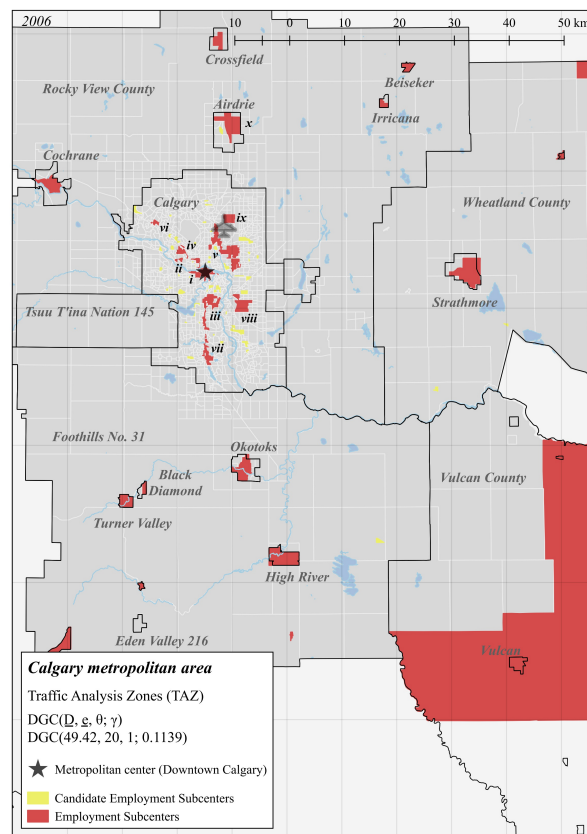 2006
10 0 10 20 30 40 50 km
Crossfield
Rocky View County
Beiseker
Airdrie
Irricana
x
Cochrane
Calgary
Wheatland County
ix
vi
iv
v
ii
i
Strathmore
Tsuu T'ina Nation 145
iii
viii
vii
Foothills No. 31
Okotoks
Black
Diamond
Vulcan County
Turner Valley
High River
Eden Valley 216
Vulcan
Calgary metropolitan area
Traffic Analysis Zones (TAZ)
DGC(D, e, θ; γ)
DGC(49.42, 20, 1; 0.1139)
Metropolitan center (Downtown Calgary)
Candidate Employment Subcenters
Employment Subcenters